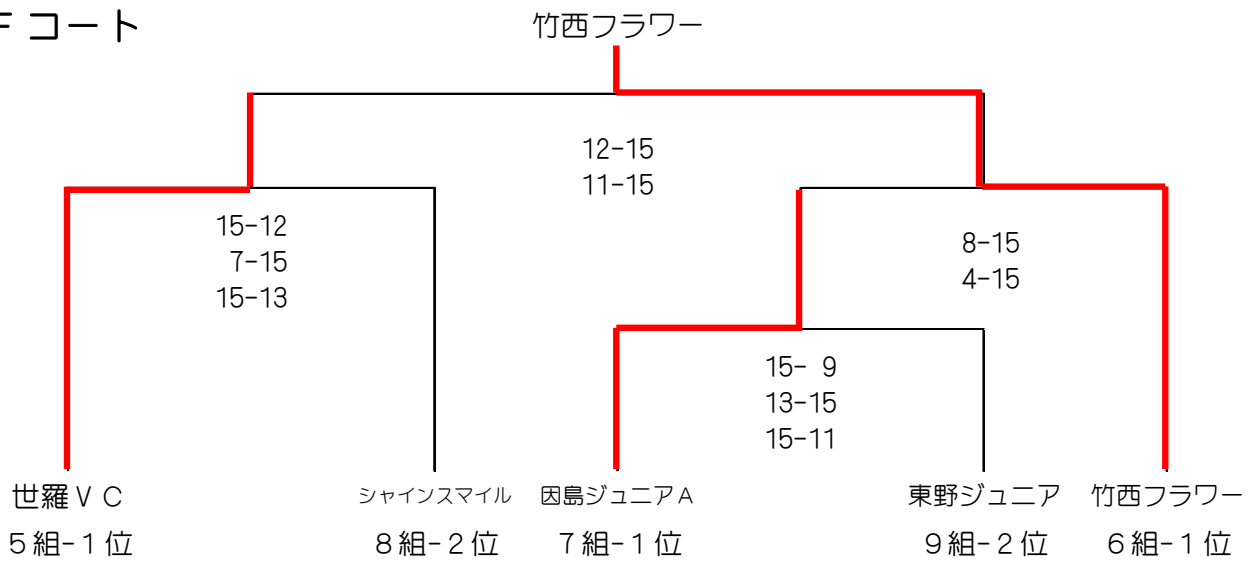 F コート
竹西フラワー
12-15
11-15
15-12
7-15
15-13
8-15
4-15
15- 9
13-15
15-11
世羅ＶＣ
シャインスマイル
因島ジュニアＡ
東野ジュニア
竹西フラワー
５組-１位
８組-２位
７組-１位
９組-２位
６組-１位